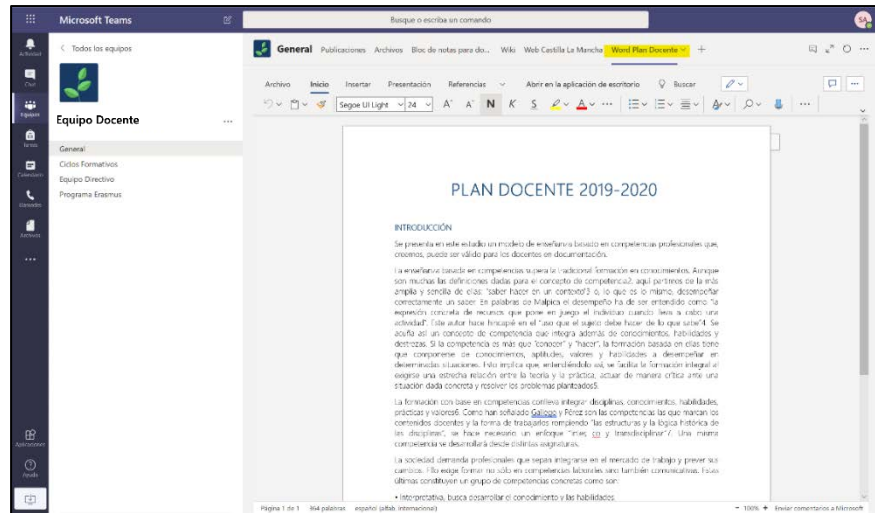 Microsoft Teams
Busque o escriba un comando
SA
Actividad
Chat
Equipos
Tareas
Calendario
Llamadas
Archivos
Aplicaciones
Ayuda
< Todos los equipos
Equipo Docente
General
Ciclos Formativos
Equipo Directivo
Programa Erasmus
General Publicaciones Archivos Bloc de notas para do... Wiki Web Castilla La Mancha Word Plan Docente
Archivo Inicio Insertar Presentación Referencias Abrir en la aplicación de escritorio Buscar
Segoe UI Light 24 A A N K S A
PLAN DOCENTE 2019-2020
INTRODUCCIÓN
Se presenta en este estudio un modelo de enseñanza basado en competencias profesionales que,
creemos, puede ser válido para los docentes en documentación.
La enseñanza basada en competencias supera la tradicional formación en conocimientos. Aunque
son muchas las definiciones dadas para el concepto de competencia2, aquí partimos de la más
amplia y sencilla de ellas: "saber hacer en un contexto"3 o, lo que es lo mismo, desempeñar
correctamente un saber. En palabras de Malpica el desempeño ha de ser entendido como "la
expresión concreta de recursos que pone en juego el individuo cuando lleva a cabo una
actividad". Este autor hace hincapié en el "uso que el sujeto debe hacer de lo que sabe"4. Se
acuña así un concepto de competencia que integra además de conocimientos, habilidades y
destrezas. Si la competencia es más que "conocer" y "hacer", la formación basada en ellas tiene
que componerse de conocimientos, aptitudes, valores y habilidades a desempeñar en
determinadas situaciones. Esto implica que, entendiéndolo así, se facilita la formación integral al
exigirse una estrecha relación entre la teoría y la práctica, actuar de manera crítica ante una
situación dada concreta y resolver los problemas planteados5.
La formación con base en competencias conlleva integrar disciplinas, conocimientos, habilidades,
prácticas y valores6. Como han señalado Gallego y Pérez son las competencias las que marcan los
contenidos docentes y la forma de trabajarlos rompiendo "las estructuras y la lógica histórica de
las disciplinas", se hace necesario un enfoque "inter, co y transdisciplinar"7. Una misma
competencia se desarrollará desde distintas asignaturas.
La sociedad demanda profesionales que sepan integrarse en el mercado de trabajo y prever sus
cambios. Ello exige formar no sólo en competencias laborales sino también comunicativas. Estas
últimas constituyen un grupo de competencias concretas como son:
• Interpretativa, busca desarrollar el conocimiento y las habilidades
Página 1 de 1 864 palabras español (alfab. internacional) - 100% + Enviar comentarios a Microsoft